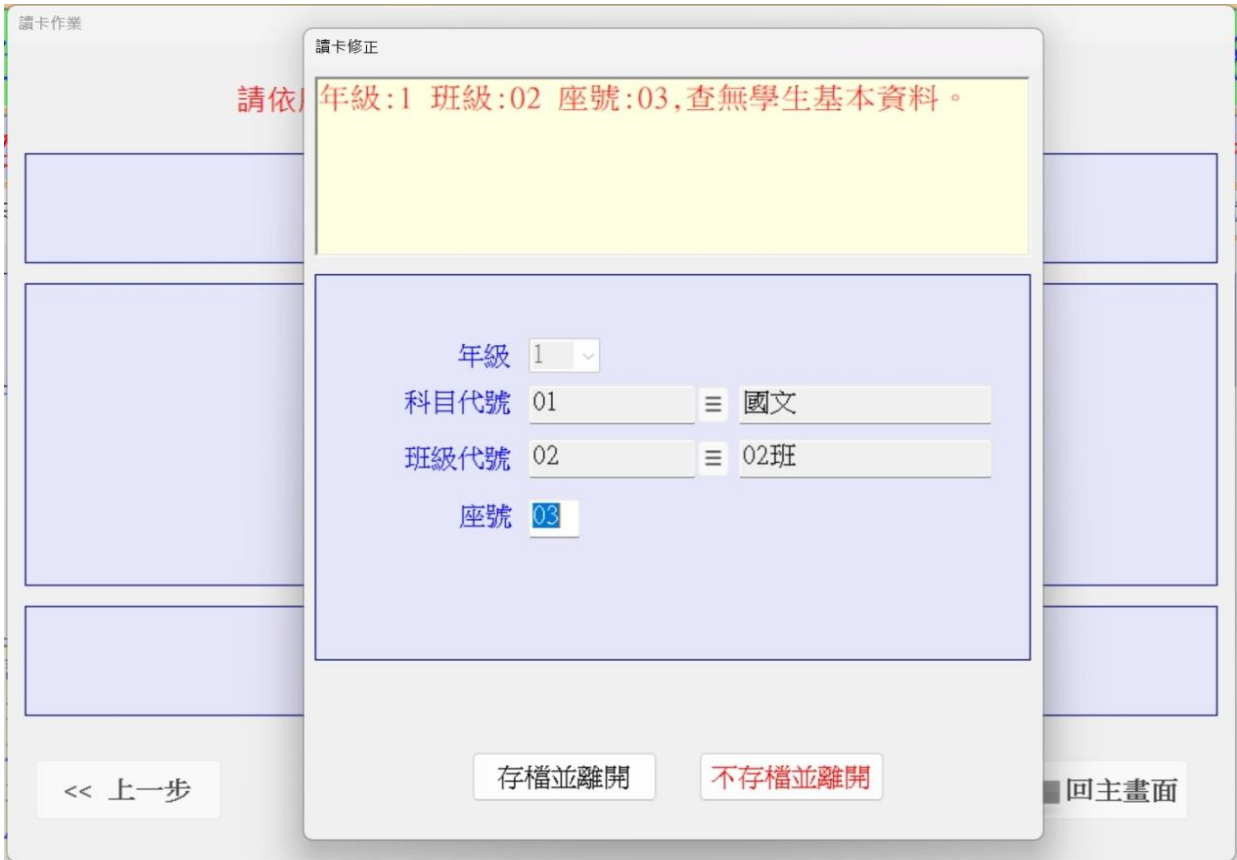 讀卡作業
讀卡修正
請依
年級:1 班級:02 座號:03,查無學生基本資料。
年級 1
科目代號 01 ☰ 國文
班級代號 02 ☰ 02班
座號 03
存檔並離開 不存檔並離開
<< 上一步 回主畫面